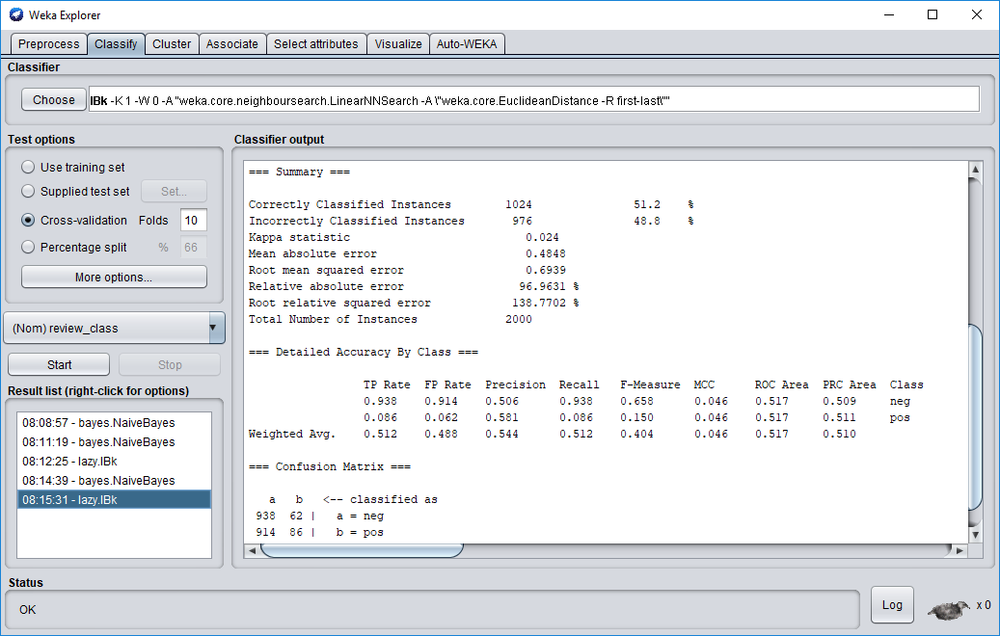 Weka Explorer
Preprocess Classify Cluster Associate Select attributes Visualize Auto-WEKA
Classifier
Choose IBk -K 1 -W 0 -A "weka.core.neighboursearch.LinearNNSearch -A \"weka.core.EuclideanDistance -R first-last\""
Test options
Use training set
Supplied test set Set...
Cross-validation Folds 10
Percentage split % 66
More options...
(Nom) review_class
Start Stop
Result list (right-click for options)
08:08:57 - bayes.NaiveBayes
08:11:19 - bayes.NaiveBayes
08:12:25 - lazy.IBk
08:14:39 - bayes.NaiveBayes
08:15:31 - lazy.IBk
Classifier output
=== Summary ===
Correctly Classified Instances 1024 51.2 %
Incorrectly Classified Instances 976 48.8 %
Kappa statistic 0.024
Mean absolute error 0.4848
Root mean squared error 0.6939
Relative absolute error 96.9631 %
Root relative squared error 138.7702 %
Total Number of Instances 2000
=== Detailed Accuracy By Class ===
TP Rate FP Rate Precision Recall F-Measure MCC ROC Area PRC Area Class
0.938 0.914 0.506 0.938 0.658 0.046 0.517 0.509 neg
0.086 0.062 0.581 0.086 0.150 0.046 0.517 0.511 pos
Weighted Avg. 0.512 0.488 0.544 0.512 0.404 0.046 0.517 0.510
=== Confusion Matrix ===
a b <-- classified as
938 62 | a = neg
914 86 | b = pos
Status
OK
Log x 0